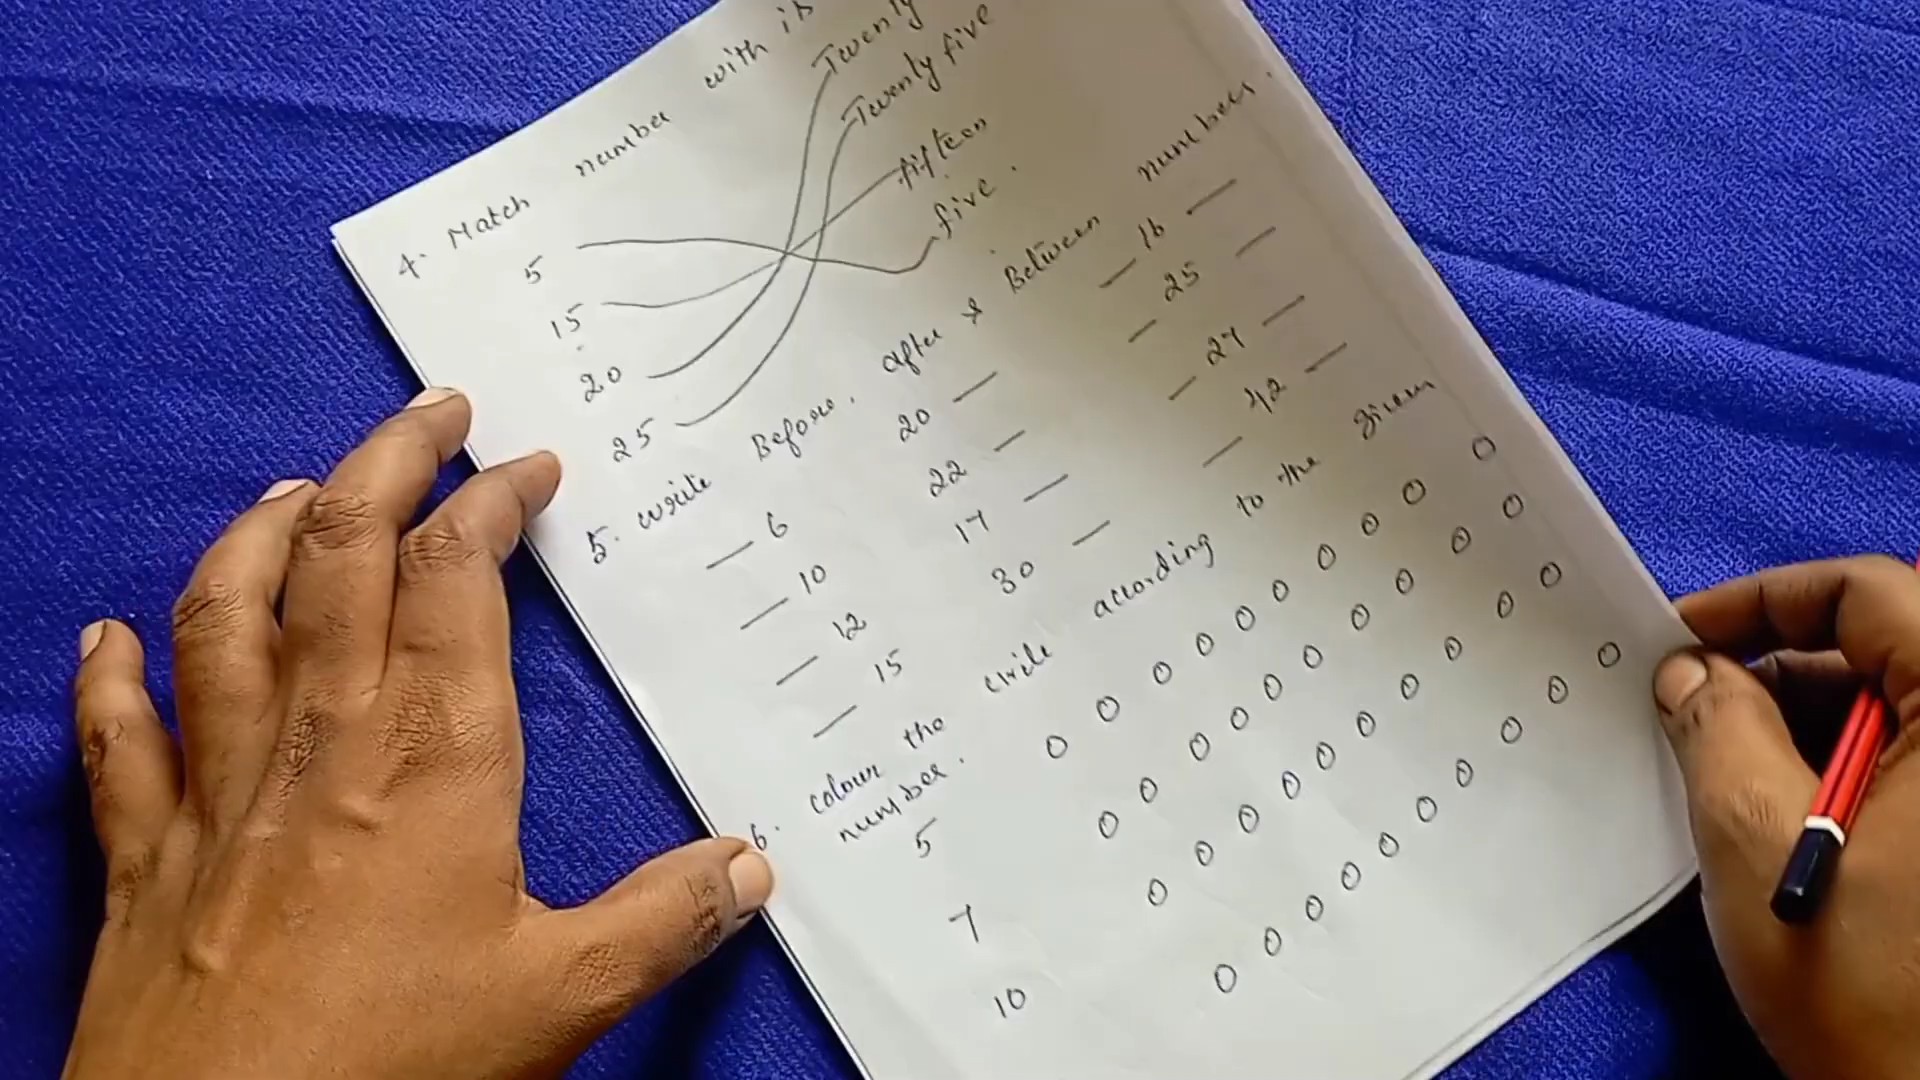 4. Match number with its
5 Twenty
15 Twenty five
20 fifteen
25 five.
5. write Before, after & Between numbers.
__ 6 20 __ __ 16 __
__ 10 22 __ __ 25 __
__ 12 17 __ __ 27 __
__ 15 30 __ __ 42 __
6. colour the circle according to the given
number.
5 O O O O O O O O O O
7 O O O O O O O O O O
10 O O O O O O O O O O